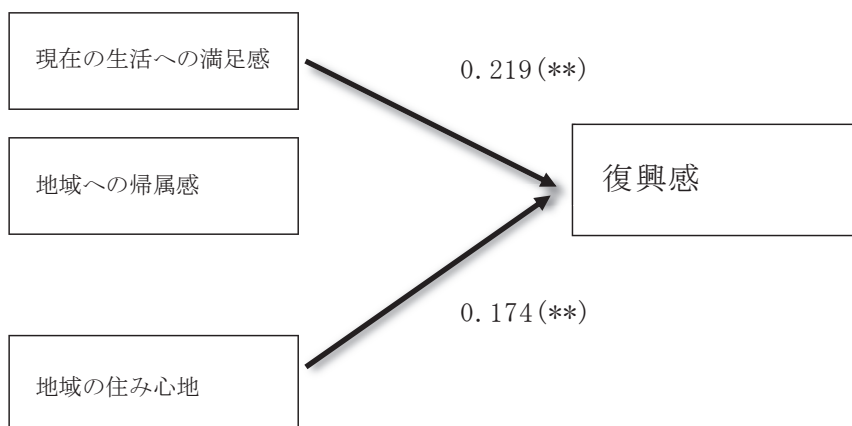 現在の生活への満足感
0.219(**)
地域への帰属感
復興感
0.174(**)
地域の住み心地